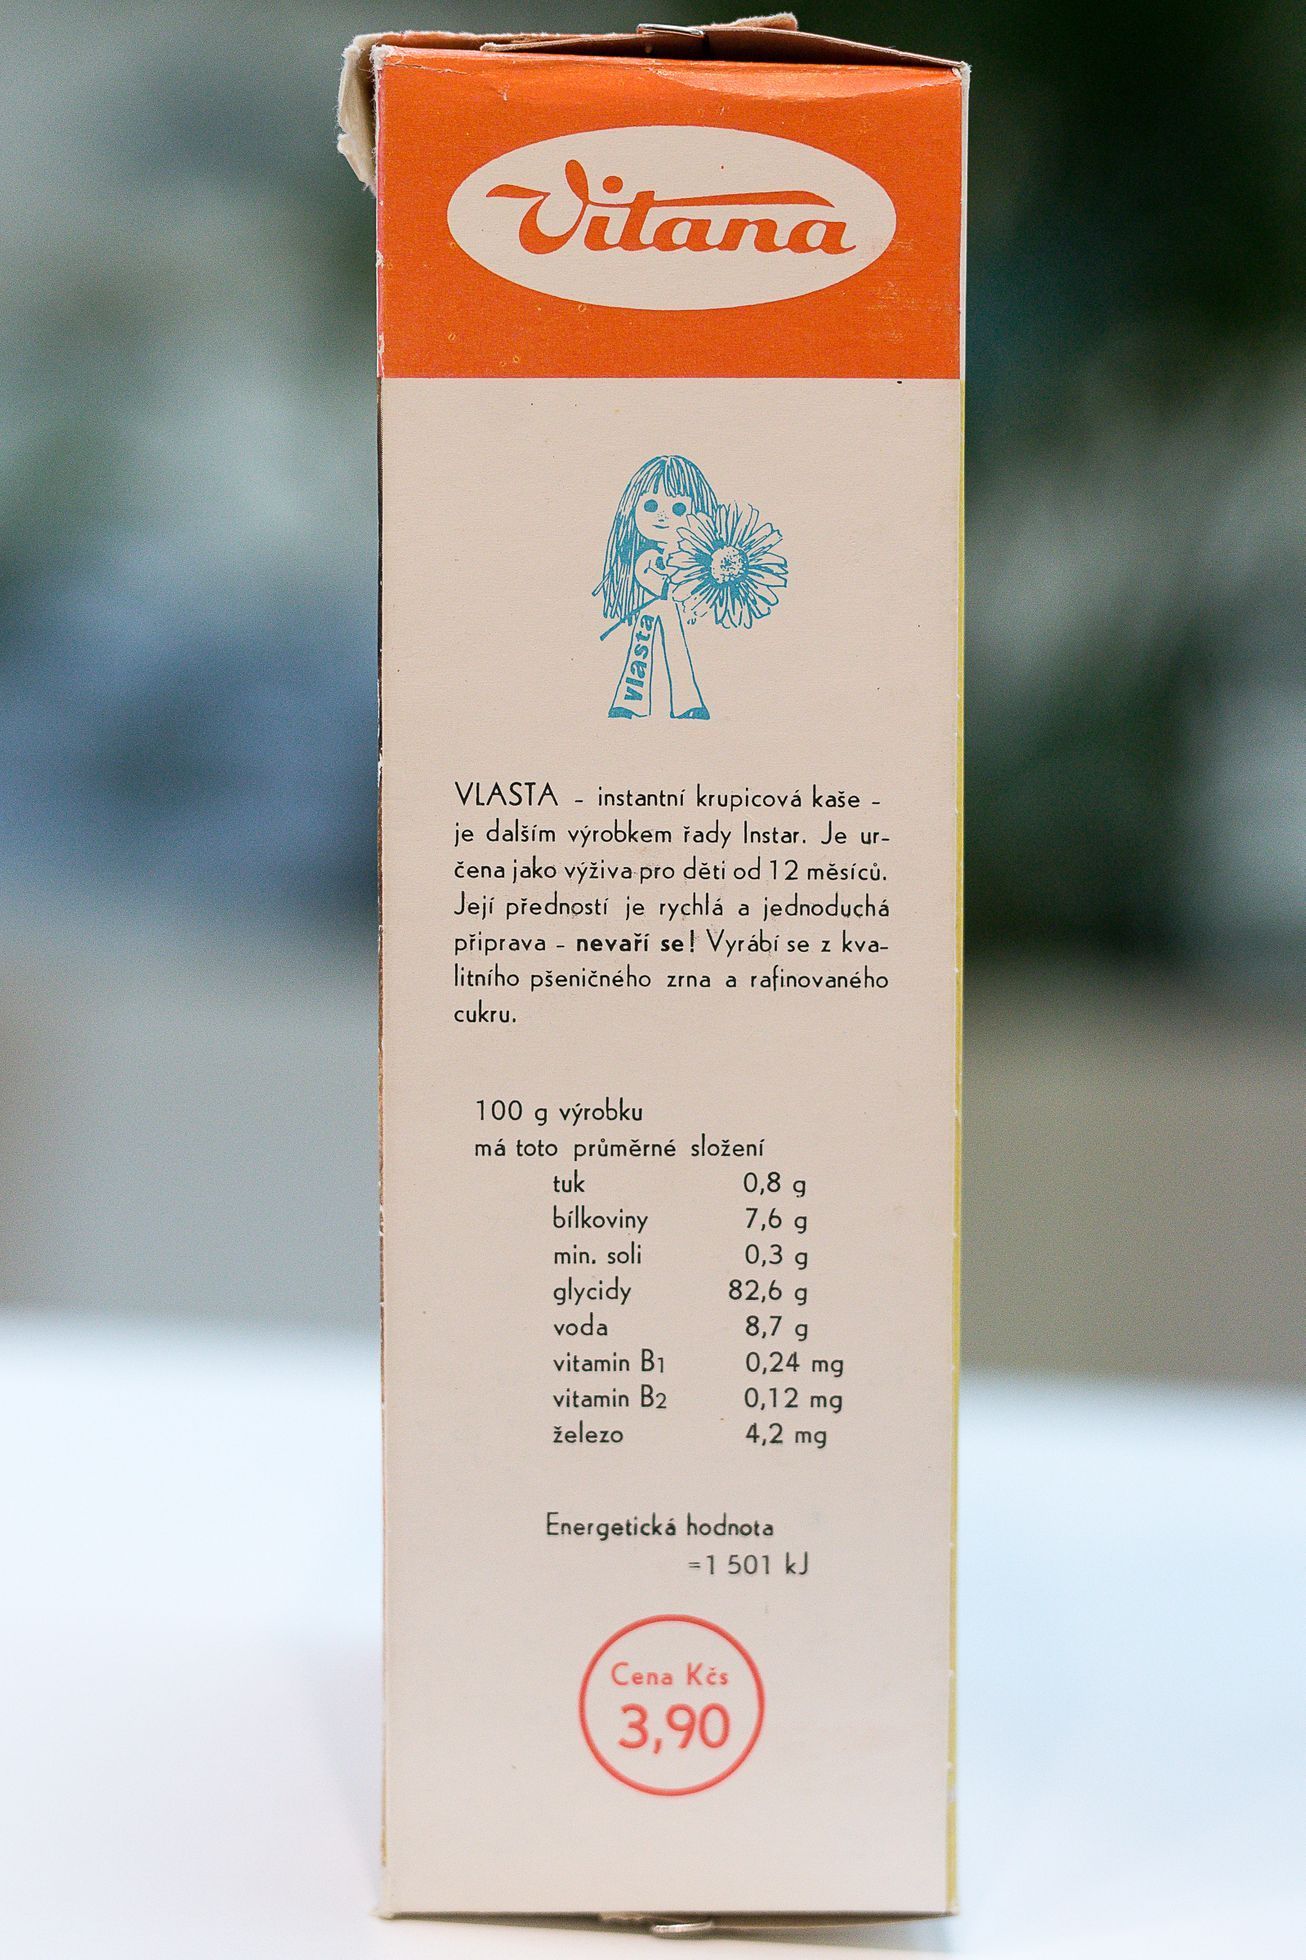 Vitana
vlasta
VLASTA - instantní krupicová kaše -
je dalším výrobkem řady Instar. Je ur-
čena jako výživa pro děti od 12 měsíců.
Její předností je rychlá a jednoduchá
příprava - nevaří se! Vyrábí se z kva-
litního pšeničného zrna a rafinovaného
cukru.
100 g výrobku
má toto průměrné složení
tuk 0,8 g
bílkoviny 7,6 g
min. soli 0,3 g
glycidy 82,6 g
voda 8,7 g
vitamin B1 0,24 mg
vitamin B2 0,12 mg
železo 4,2 mg
Energetická hodnota
=1 501 kJ
Cena Kčs
3,90